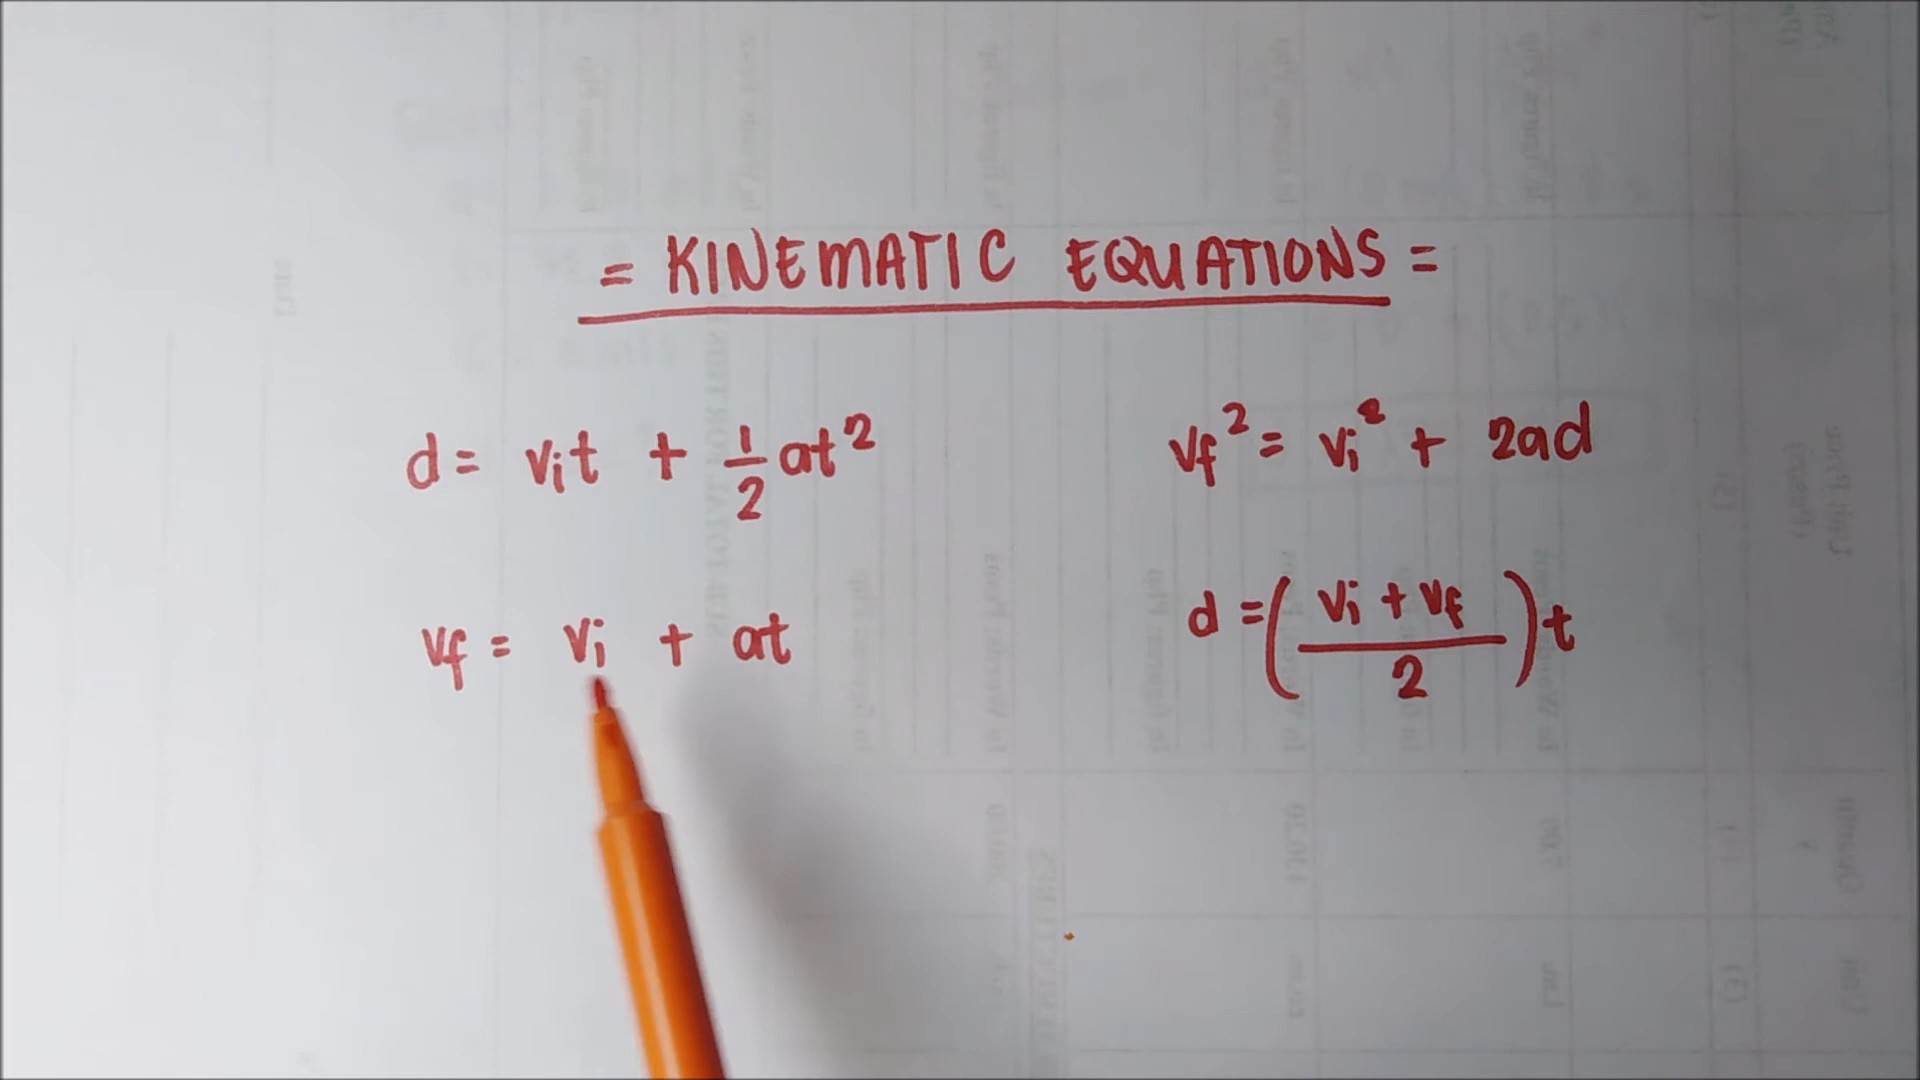 = KINEMATIC EQUATIONS =
d = vᵢt + 1/2 at²
vf² = vᵢ² + 2ad
vf = vᵢ + at
d = (vᵢ + vf / 2) t